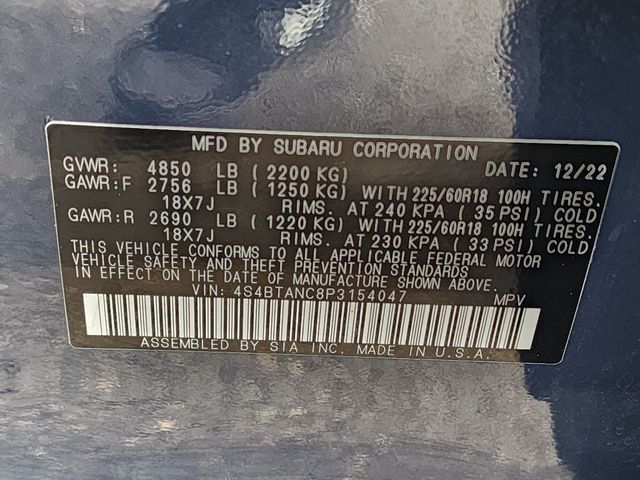 MFD BY SUBARU CORPORATION
GVWR: 4850 LB (2200 KG) DATE: 12/22
GAWR:F 2756 LB (1250 KG) WITH 225/60R18 100H TIRES.
18X7J RIMS. AT 240 KPA (35 PSI) COLD
GAWR:R 2690 LB (1220 KG) WITH 225/60R18 100H TIRES.
18X7J RIMS. AT 230 KPA (33 PSI) COLD
THIS VEHICLE CONFORMS TO ALL APPLICABLE FEDERAL MOTOR
VEHICLE SAFETY AND THEFT PREVENTION STANDARDS
IN EFFECT ON THE DATE OF MANUFACTURE SHOWN ABOVE.
VIN: 4S4BTANC8P3154047 MPV
ASSEMBLED BY SIA INC. MADE IN U.S.A.